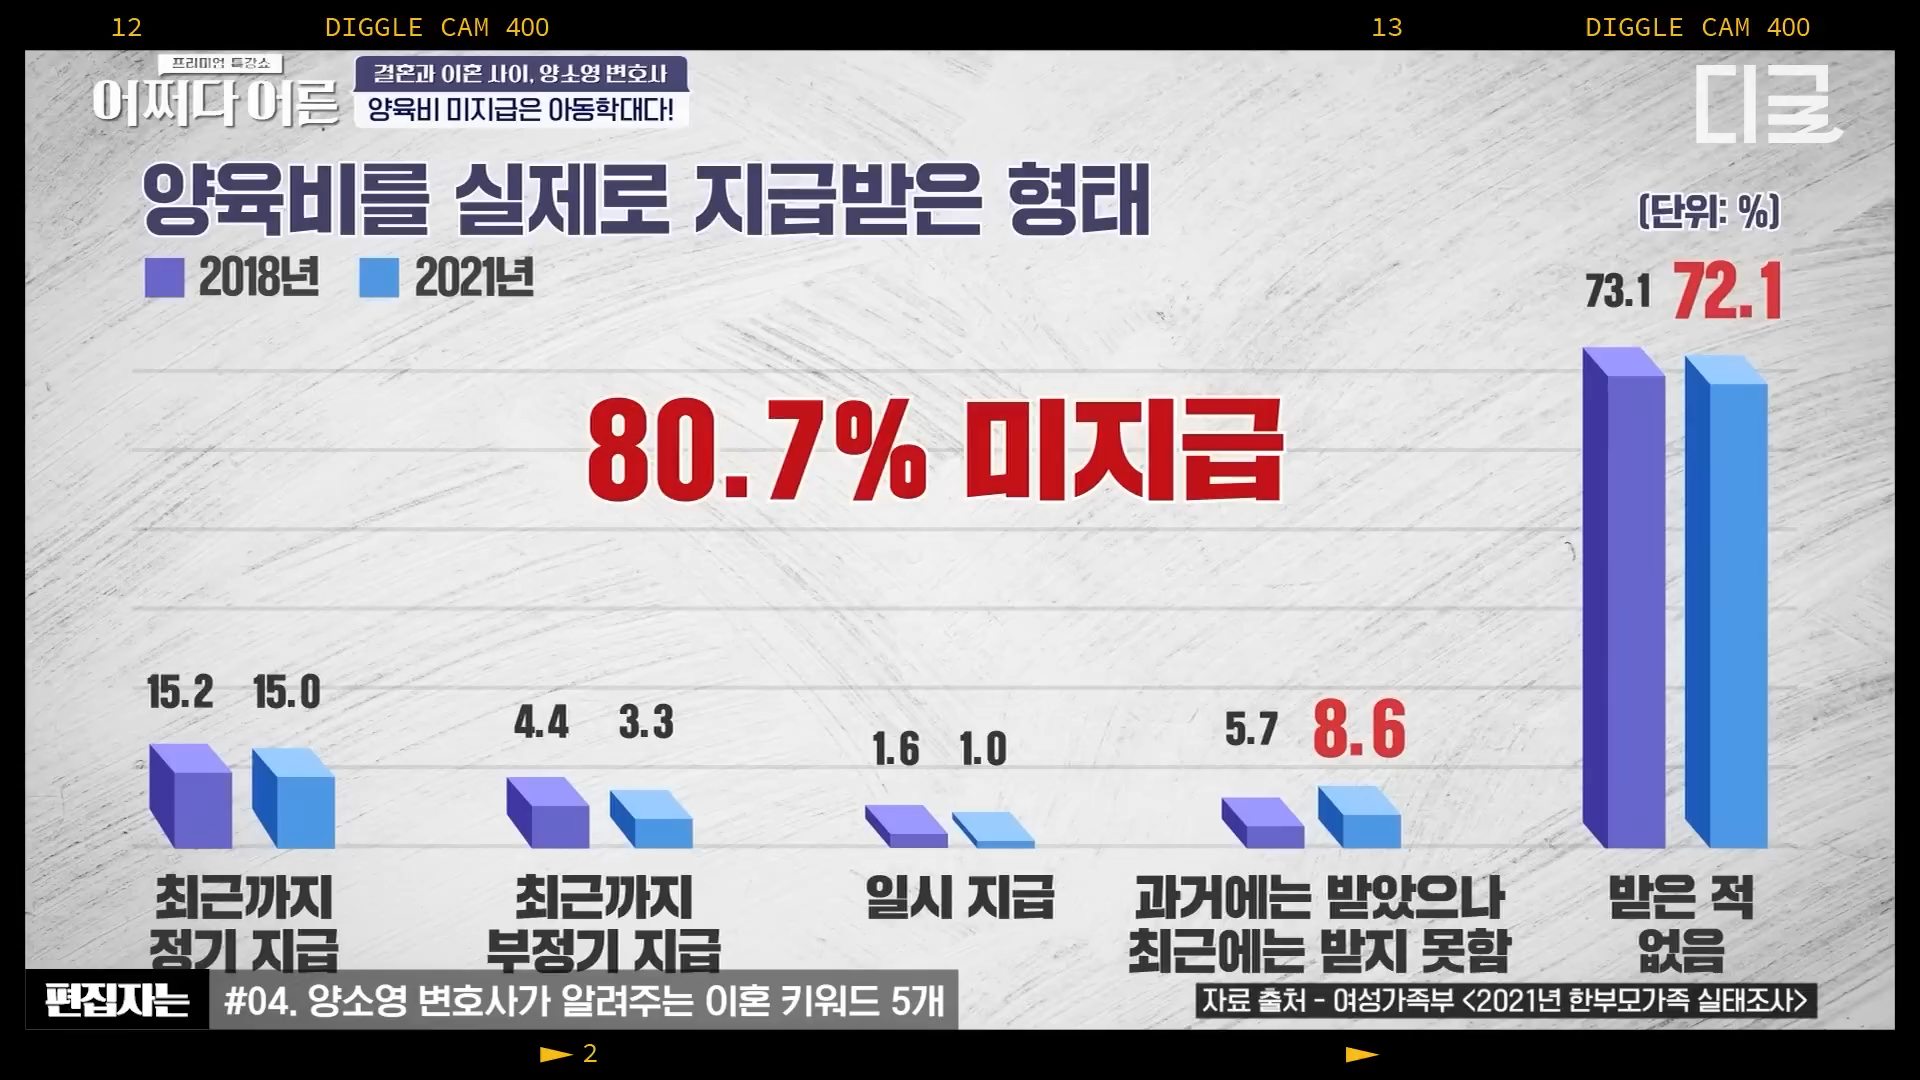 12 DIGGLE CAM 400 13 DIGGLE CAM 400
프리미엄 특강쇼
어쩌다 어른
결혼과 이혼 사이, 양소영 변호사
양육비 미지급은 아동학대다!
디글
양육비를 실제로 지급받은 형태
(단위: %)
2018년 2021년
73.1 72.1
80.7% 미지급
15.2 15.0
4.4 3.3
1.6 1.0
5.7 8.6
최근까지
정기 지급
최근까지
부정기 지급
일시 지급
과거에는 받았으나
최근에는 받지 못함
받은 적
없음
편집자는
#04. 양소영 변호사가 알려주는 이혼 키워드 5개
자료 출처 - 여성가족부 <2021년 한부모가족 실태조사>
2